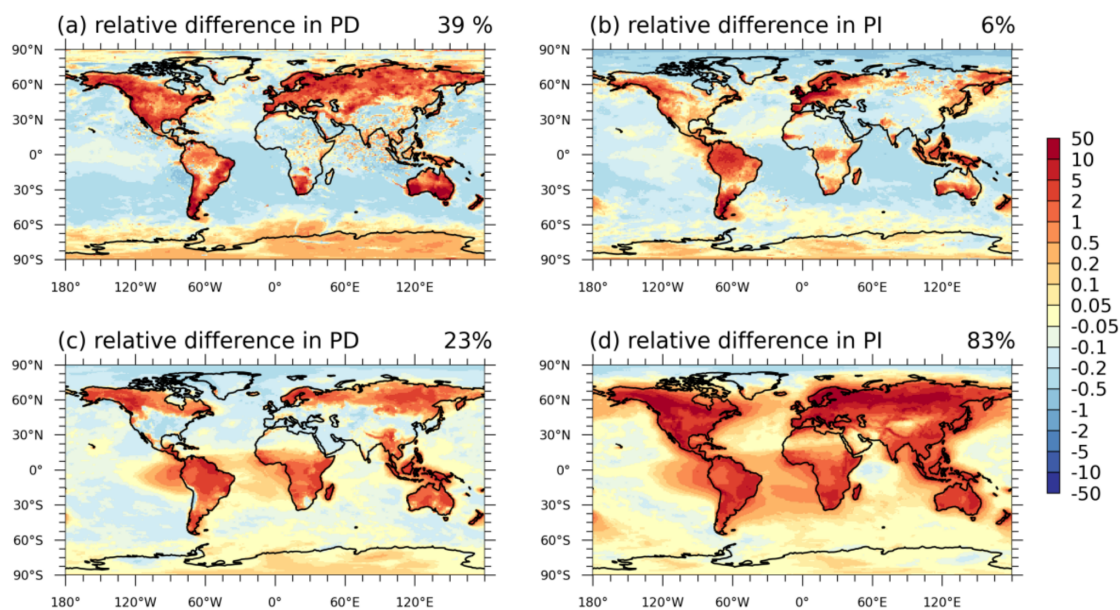 (a) relative difference in PD 39 %
90°N
60°N
30°N
0°
30°S
60°S
90°S
180° 120°W 60°W 0° 60°E 120°E
(b) relative difference in PI 6%
90°N
60°N
30°N
0°
30°S
60°S
90°S
180° 120°W 60°W 0° 60°E 120°E
(c) relative difference in PD 23%
90°N
60°N
30°N
0°
30°S
60°S
90°S
180° 120°W 60°W 0° 60°E 120°E
(d) relative difference in PI 83%
90°N
60°N
30°N
0°
30°S
60°S
90°S
180° 120°W 60°W 0° 60°E 120°E
50
10
5
2
1
0.5
0.2
0.1
0.05
-0.05
-0.1
-0.2
-0.5
-1
-2
-5
-10
-50